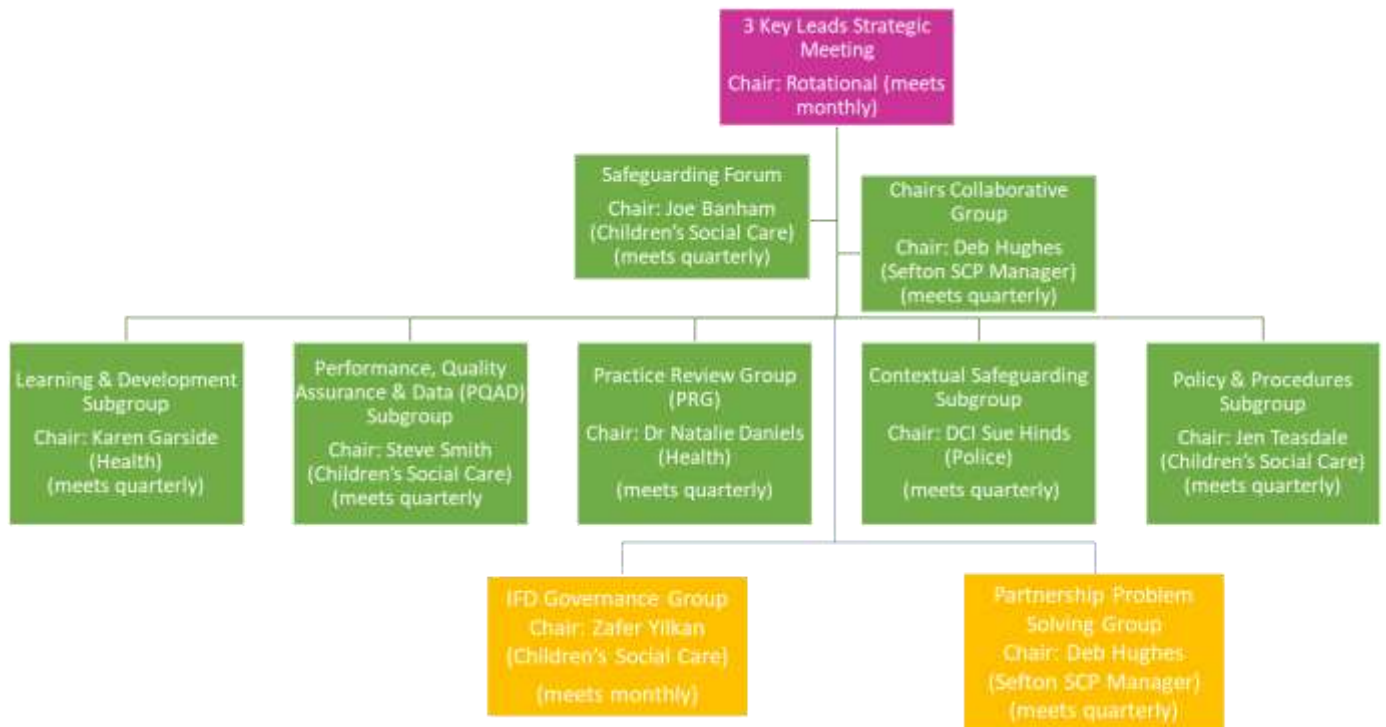 3 Key Leads Strategic
Meeting
Chair: Rotational (meets
monthly)
Safeguarding Forum
Chair: Joe Banham
(Children's Social Care)
(meets quarterly)
Chairs Collaborative
Group
Chair: Deb Hughes
(Sefton SCP Manager)
(meets quarterly)
Learning & Development
Subgroup
Chair: Karen Garside
(Health)
(meets quarterly)
Performance, Quality
Assurance & Data (PQAD)
Subgroup
Chair: Steve Smith
(Children's Social Care)
(meets quarterly
Practice Review Group
(PRG)
Chair: Dr Natalie Daniels
(Health)
(meets quarterly)
Contextual Safeguarding
Subgroup
Chair: DCI Sue Hinds
(Police)
(meets quarterly)
Policy & Procedures
Subgroup
Chair: Jen Teasdale
(Children's Social Care)
(meets quarterly)
IFD Governance Group
Chair: Zafer Yilkan
(Children's Social Care)
(meets monthly)
Partnership Problem
Solving Group
Chair: Deb Hughes
(Sefton SCP Manager)
(meets quarterly)